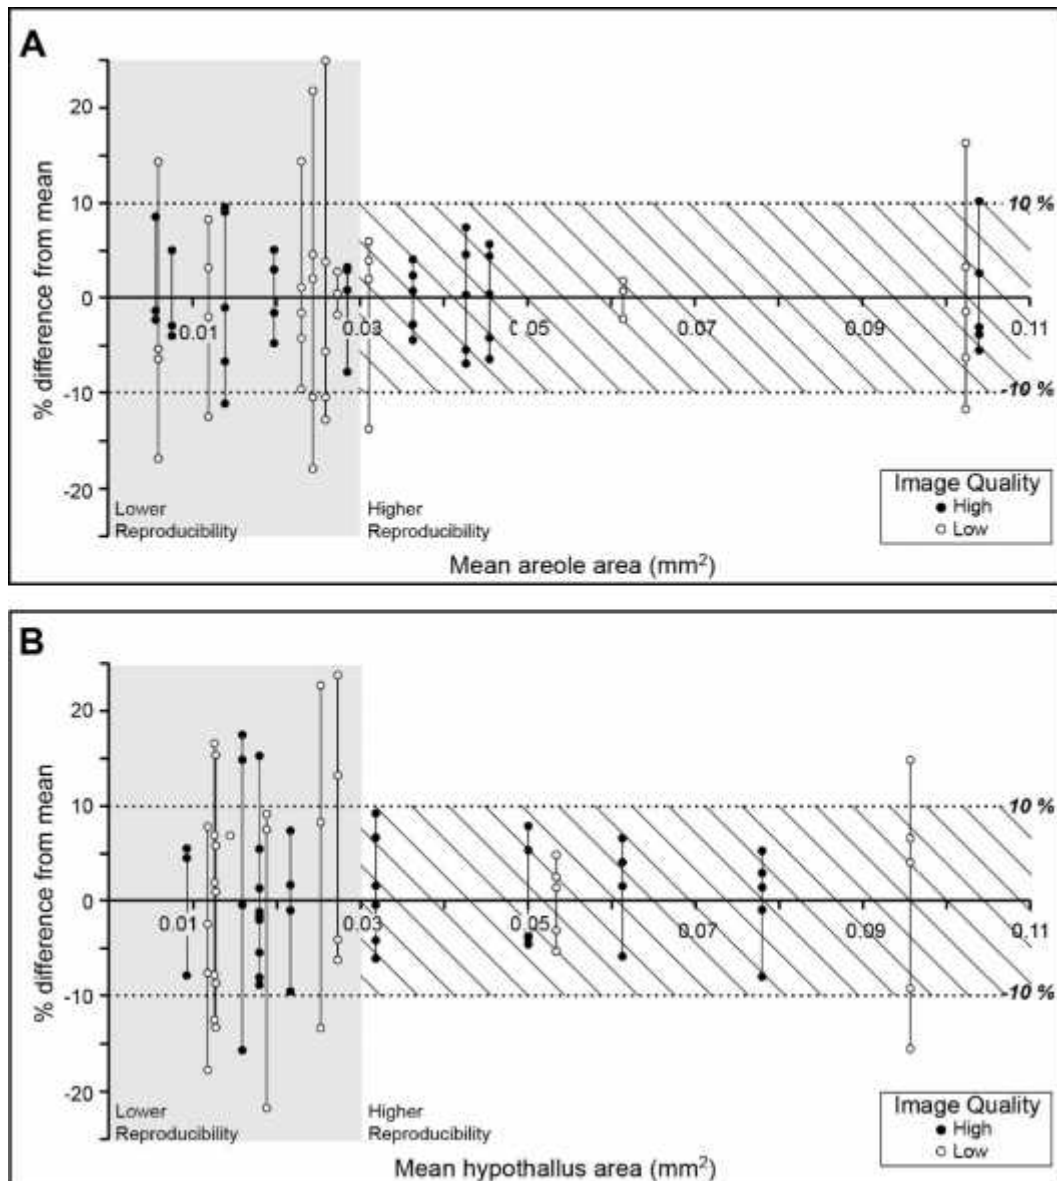 A
% difference from mean
20
10
0
-10
-20
10 %
-10 %
0.01
0.03
0.05
0.07
0.09
0.11
Lower
Reproducibility
Higher
Reproducibility
Image Quality
High
Low
Mean areole area (mm²)
B
% difference from mean
20
10
0
-10
-20
10 %
-10 %
0.01
0.03
0.05
0.07
0.09
0.11
Lower
Reproducibility
Higher
Reproducibility
Image Quality
High
Low
Mean hypothallus area (mm²)